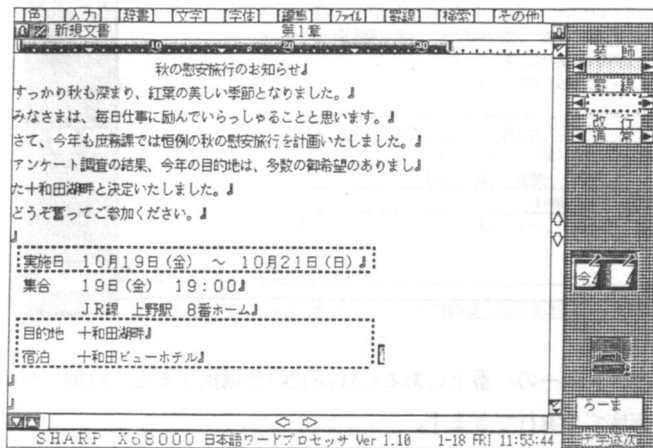 [色] [入力] [辞書] [文字] [字体] [編集] [ファイル] [罫線] [検索] [その他]
新規文書 第1章
10 20 30
秋の慰安旅行のお知らせ』
すっかり秋も深まり、紅葉の美しい季節となりました。』
みなさまは、毎日仕事に励んでいらっしゃることと思います。』
さて、今年も庶務課では恒例の秋の慰安旅行を計画いたしました。』
アンケート調査の結果、今年の目的地は、多数の御希望のありまし』
た十和田湖畔と決定いたしました。』
どうぞ奮ってご参加ください。』
』
実施日 10月19日(金) ~ 10月21日(日)』
集合 19日(金) 19:00』
JR線 上野駅 8番ホーム』
目的地 十和田湖畔』
宿泊 十和田ビューホテル』
』
』
装飾
罫線
改行
通常
今
ろーま
SHARP X68000 日本語ワードプロセッサ Ver 1.10 1-18 FRI 11:53:44